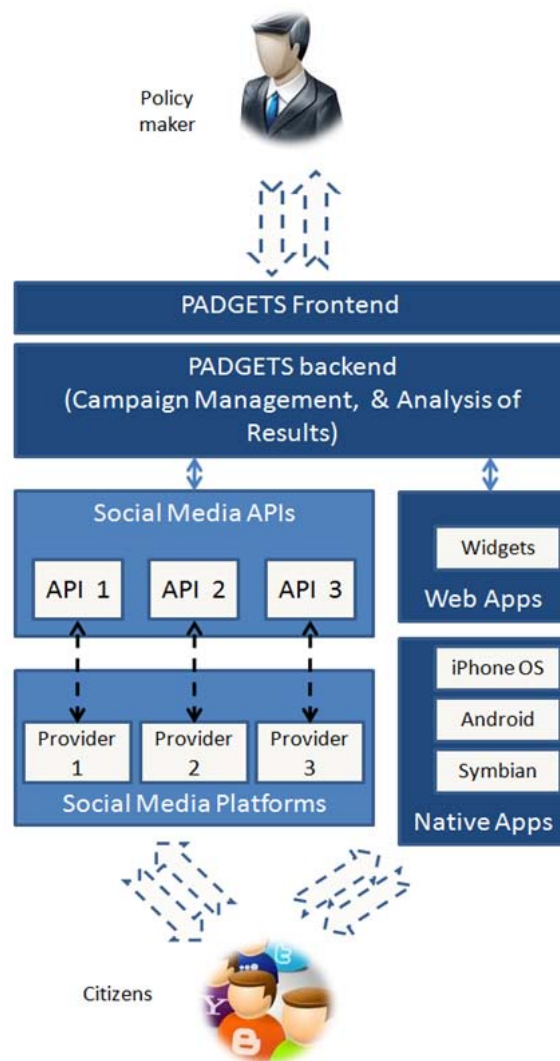 Policy
maker
PADGETS Frontend
PADGETS backend
(Campaign Management, & Analysis of
Results)
Social Media APIs
API 1
API 2
API 3
Widgets
Web Apps
iPhone OS
Android
Symbian
Native Apps
Provider
1
Provider
2
Provider
3
Social Media Platforms
Citizens